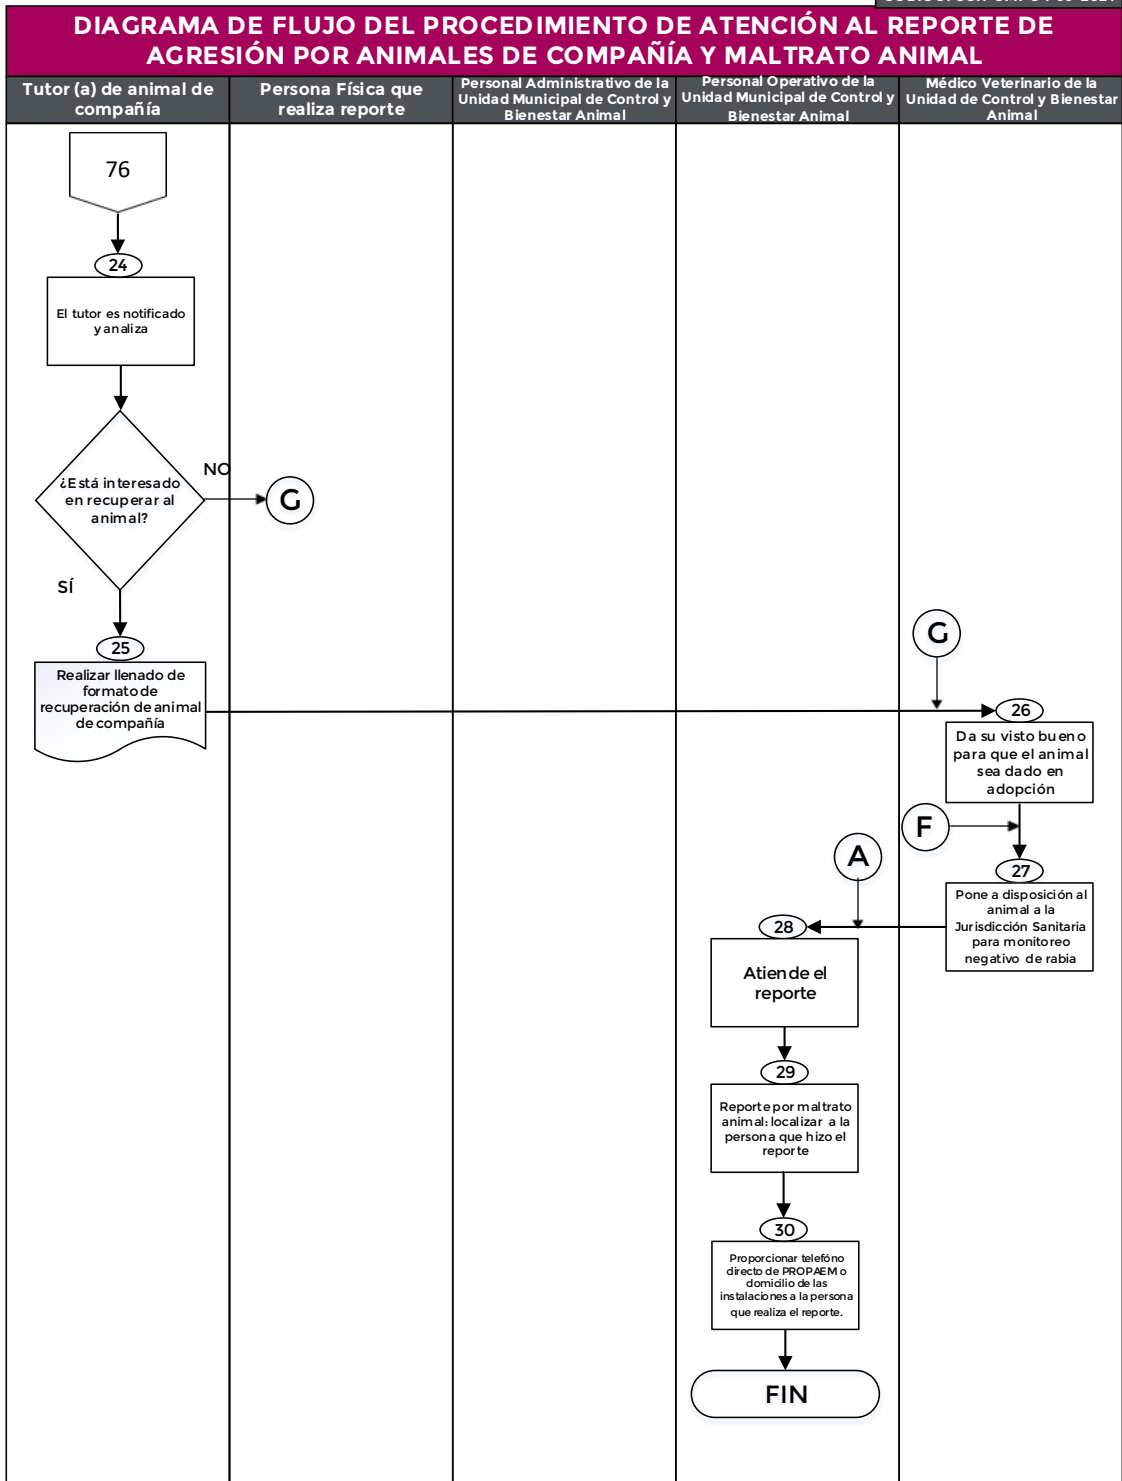 DIAGRAMA DE FLUJO DEL PROCEDIMIENTO DE ATENCIÓN AL REPORTE DE
AGRESIÓN POR ANIMALES DE COMPAÑÍA Y MALTRATO ANIMAL
Tutor (a) de animal de
compañía
Persona Física que
realiza reporte
Personal Administrativo de la
Unidad Municipal de Control y
Bienestar Animal
Personal Operativo de la
Unidad Municipal de Control y
Bienestar Animal
Médico Veterinario de la
Unidad de Control y Bienestar
Animal
76
24
El tutor es notificado
y analiza
¿Está interesado
en recuperar al
animal?
NO
G
SÍ
25
Realizar llenado de
formato de
recuperación de animal
de compañía
G
26
Da su visto bueno
para que el animal
sea dado en
adopción
F
27
Pone a disposición al
animal a la
Jurisdicción Sanitaria
para monitoreo
negativo de rabia
A
28
Atiende el
reporte
29
Reporte por maltrato
animal: localizar a la
persona que hizo el
reporte
30
Proporcionar telefóno
directo de PROPAEM o
domicilio de las
instalaciones a la persona
que realiza el reporte.
FIN